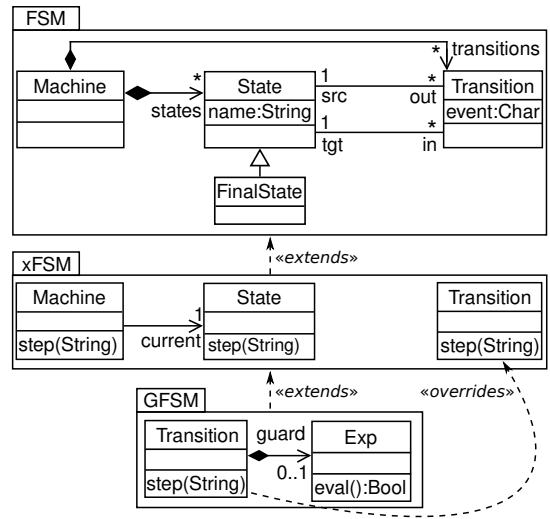 FSM
* transitions
Machine
* State
states name:String
1 src
* out
Transition
event:Char
1 tgt
* in
FinalState
«extends»
xFSM
Machine
step(String)
1
current
State
step(String)
Transition
step(String)
«extends»
«overrides»
GFSM
Transition
step(String)
guard
0..1
Exp
eval():Bool